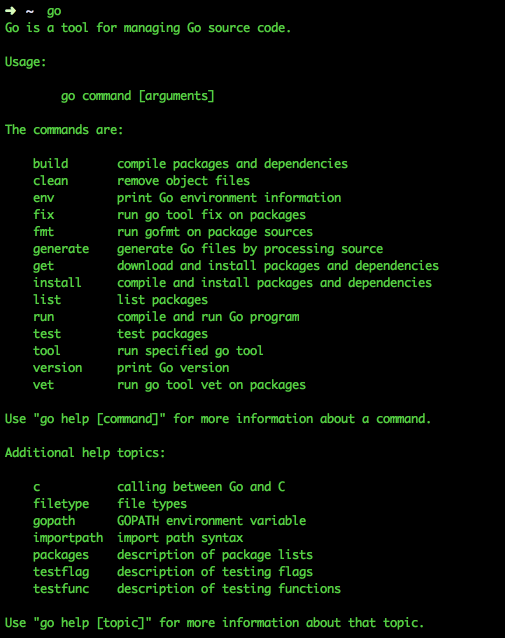 ➜ ~ go
Go is a tool for managing Go source code.
Usage:
go command [arguments]
The commands are:
build compile packages and dependencies
clean remove object files
env print Go environment information
fix run go tool fix on packages
fmt run gofmt on package sources
generate generate Go files by processing source
get download and install packages and dependencies
install compile and install packages and dependencies
list list packages
run compile and run Go program
test test packages
tool run specified go tool
version print Go version
vet run go tool vet on packages
Use "go help [command]" for more information about a command.
Additional help topics:
c calling between Go and C
filetype file types
gopath GOPATH environment variable
importpath import path syntax
packages description of package lists
testflag description of testing flags
testfunc description of testing functions
Use "go help [topic]" for more information about that topic.